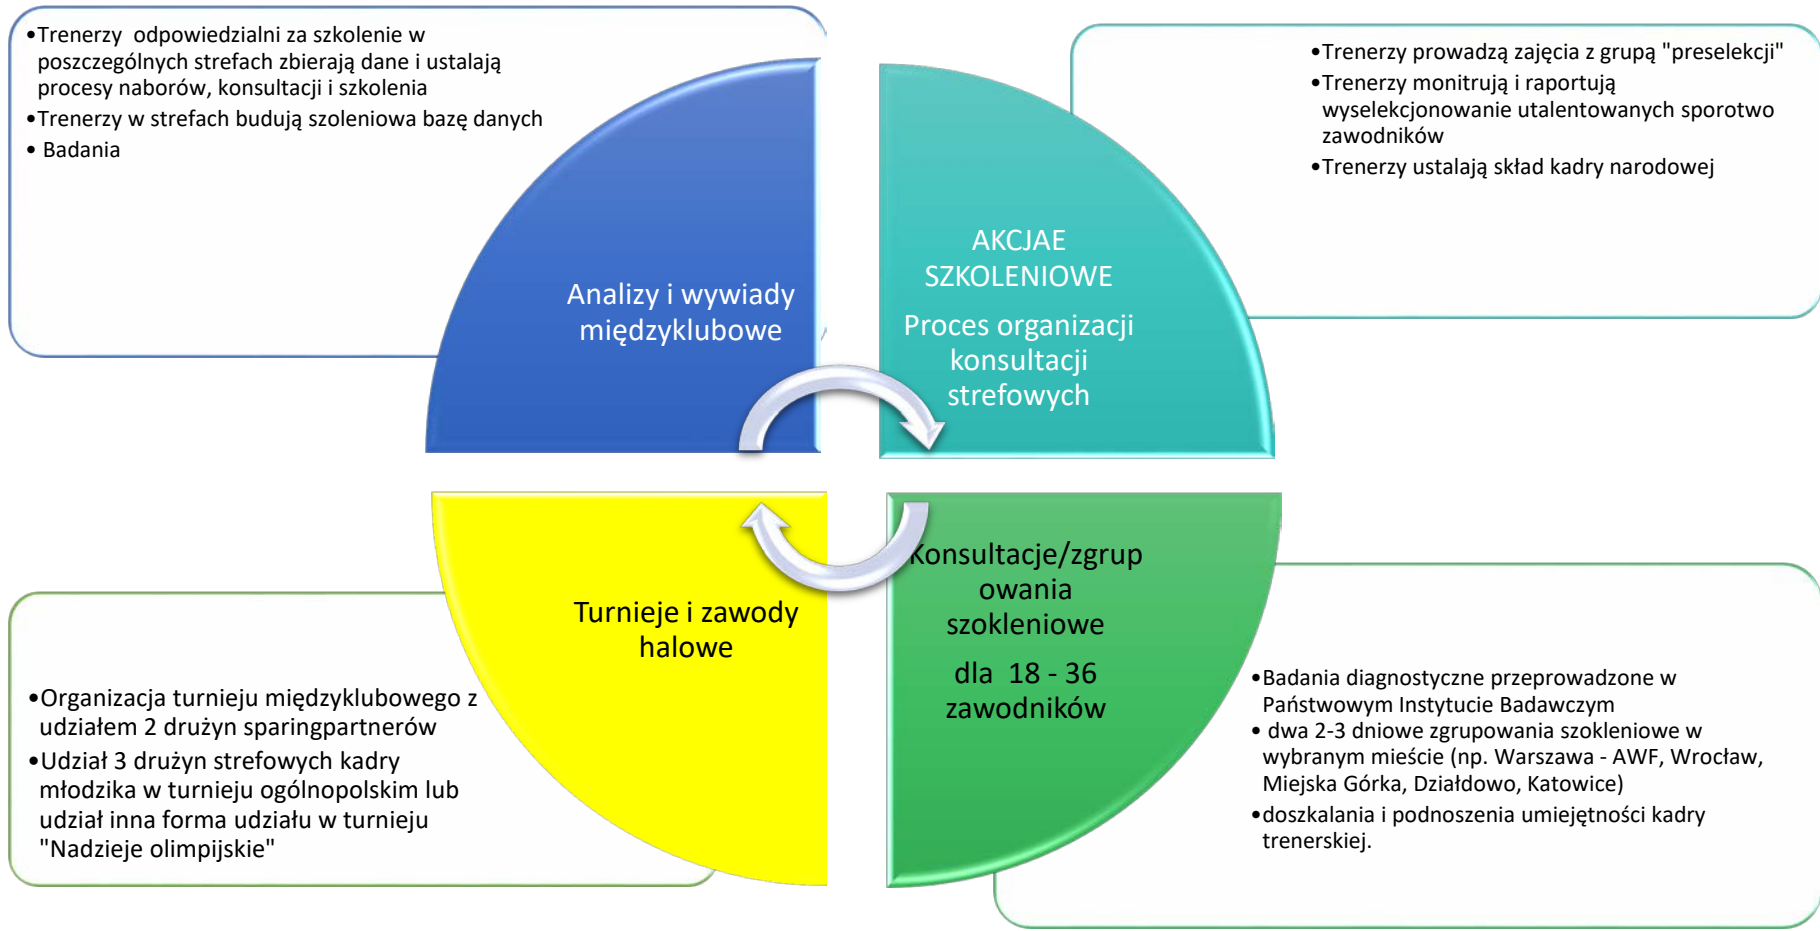 •Trenerzy  odpowiedzialni za szkolenie w
poszczególnych strefach zbierają dane i ustalają
procesy naborów, konsultacji i szkolenia
•Trenerzy w strefach budują szoleniowa bazę danych
• Badania
Analizy i wywiady
międzyklubowe
•Trenerzy prowadzą zajęcia z grupą "preselekcji"
•Trenerzy monitrują i raportują
wyselekcjonowanie utalentowanych sporotwo
zawodników
•Trenerzy ustalają skład kadry narodowej
AKCJAE
SZKOLENIOWE
Proces organizacji
konsultacji
strefowych
Turnieje i zawody
halowe
•Organizacja turnieju międzyklubowego z
udziałem 2 drużyn sparingpartnerów
•Udział 3 drużyn strefowych kadry
młodzika w turnieju ogólnopolskim lub
udział inna forma udziału w turnieju
"Nadzieje olimpijskie"
Konsultacje/zgrup
owania
szokleniowe
dla  18 - 36
zawodników
•Badania diagnostyczne przeprowadzone w
Państwowym Instytucie Badawczym
• dwa 2-3 dniowe zgrupowania szokleniowe w
wybranym mieście (np. Warszawa - AWF, Wrocław,
Miejska Górka, Działdowo, Katowice)
•doszkalania i podnoszenia umiejętności kadry
trenerskiej.